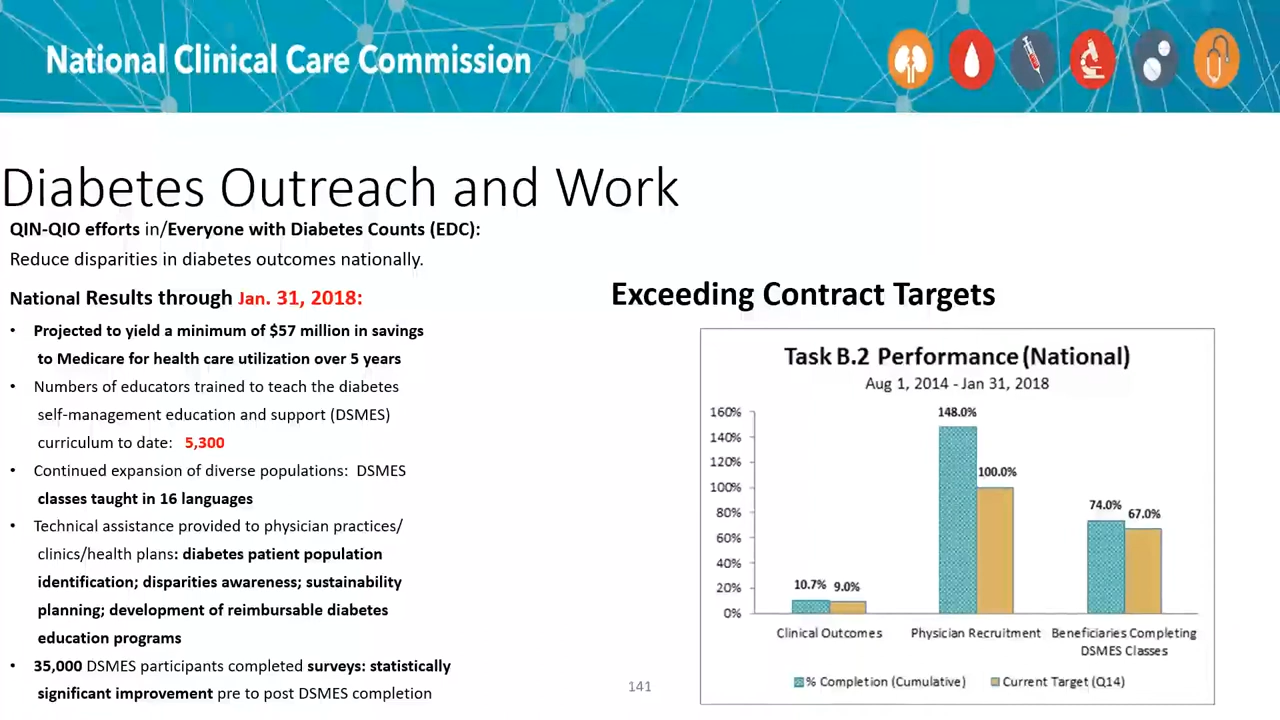 National Clinical Care Commission
Diabetes Outreach and Work
QIN-QIO efforts in/Everyone with Diabetes Counts (EDC):
Reduce disparities in diabetes outcomes nationally.
National Results through Jan. 31, 2018:
• Projected to yield a minimum of $57 million in savings
to Medicare for health care utilization over 5 years
• Numbers of educators trained to teach the diabetes
self-management education and support (DSMES)
curriculum to date: 5,300
• Continued expansion of diverse populations: DSMES
classes taught in 16 languages
• Technical assistance provided to physician practices/
clinics/health plans: diabetes patient population
identification; disparities awareness; sustainability
planning; development of reimbursable diabetes
education programs
• 35,000 DSMES participants completed surveys: statistically
significant improvement pre to post DSMES completion
Exceeding Contract Targets
Task B.2 Performance (National)
Aug 1, 2014 - Jan 31, 2018
160%
140%
120%
100%
80%
60%
40%
20%
0%
10.7% 9.0%
148.0%
100.0%
74.0%
67.0%
Clinical Outcomes
Physician Recruitment
Beneficiaries Completing
DSMES Classes
% Completion (Cumulative)
Current Target (Q14)
141